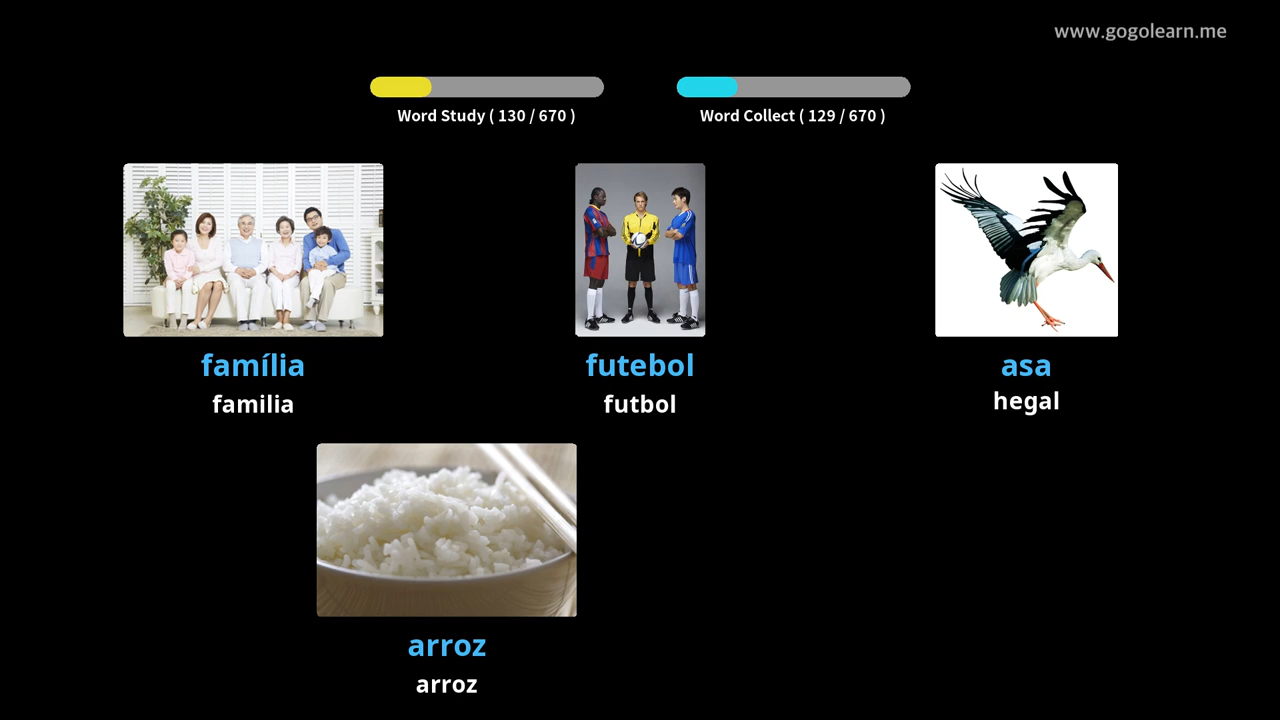 www.gogolearn.me
Word Study ( 130 / 670 )
Word Collect ( 129 / 670 )
família
familia
futebol
futbol
asa
hegal
arroz
arroz